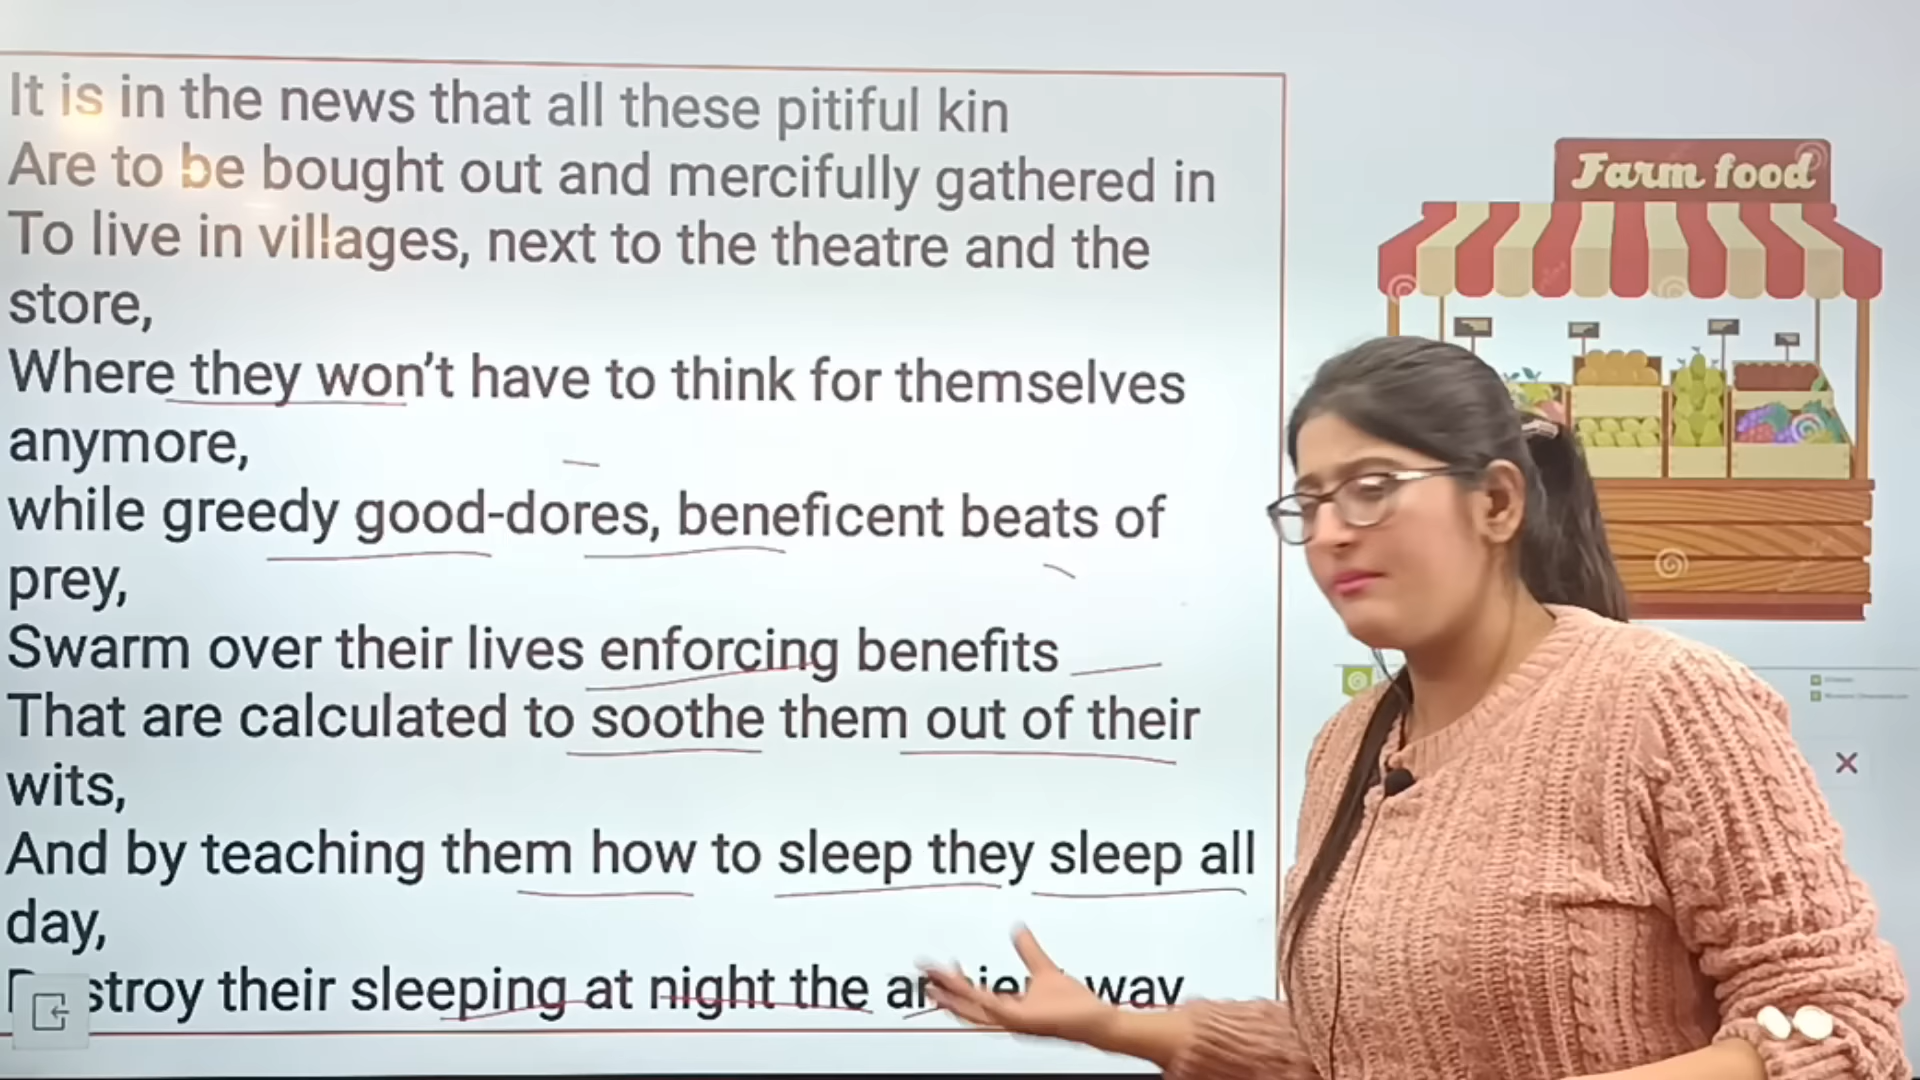 It is in the news that all these pitiful kin
Are to be bought out and mercifully gathered in
To live in villages, next to the theatre and the
store,
Where they won't have to think for themselves
anymore,
while greedy good-dores, beneficent beats of
prey,
Swarm over their lives enforcing benefits
That are calculated to soothe them out of their
wits,
And by teaching them how to sleep they sleep all
day,
their sleeping at night the way
Farm food